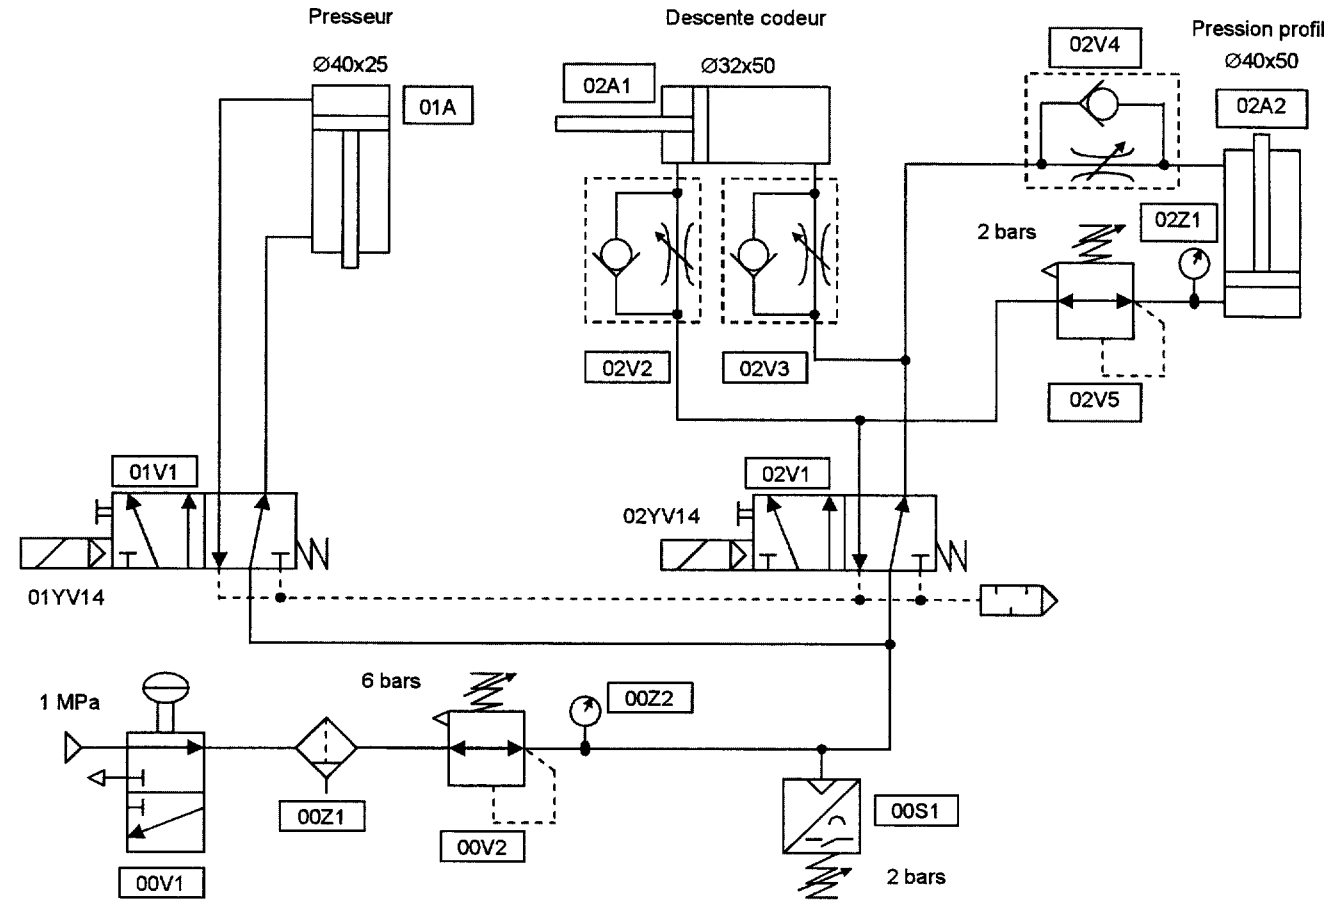 Presseur
Descente codeur
Pression profil
Ø40x25
Ø32x50
Ø40x50
02V4
02A1
01A
02A2
02Z1
2 bars
02V2
02V3
02V5
01V1
02V1
02YV14
01YV14
6 bars
1 MPa
00Z2
00Z1
00S1
00V2
00V1
2 bars